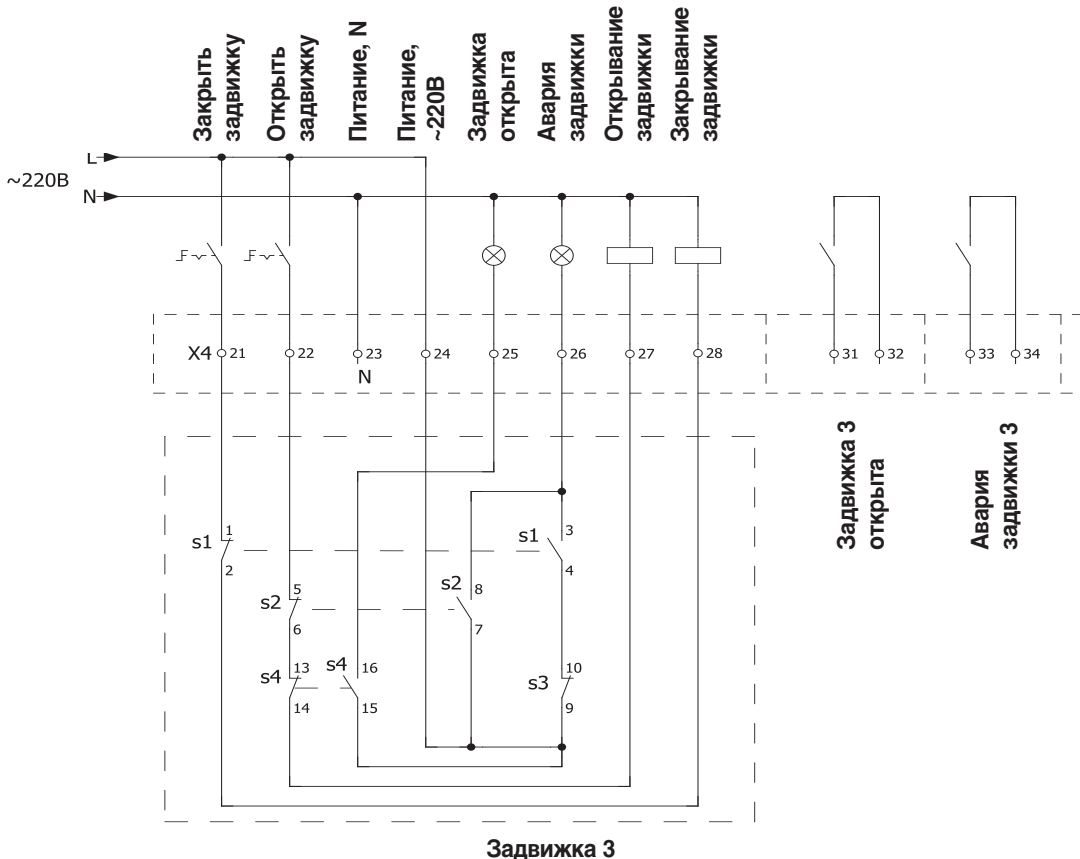 Закрыть
задвижку
Открыть
задвижку
Питание, N
Питание,
~220В
Задвижка
открыта
Авария
задвижки
Открывание
задвижки
Закрывание
задвижки
L
~220В
N
X4 21 22 23 24 25 26 27 28 31 32 33 34
N
Задвижка 3
открыта
Авария
задвижки 3
1
s1
2
3
s1
4
5
s2
6
8
s2
7
13
s4
14
16
s4
15
10
s3
9
Задвижка 3